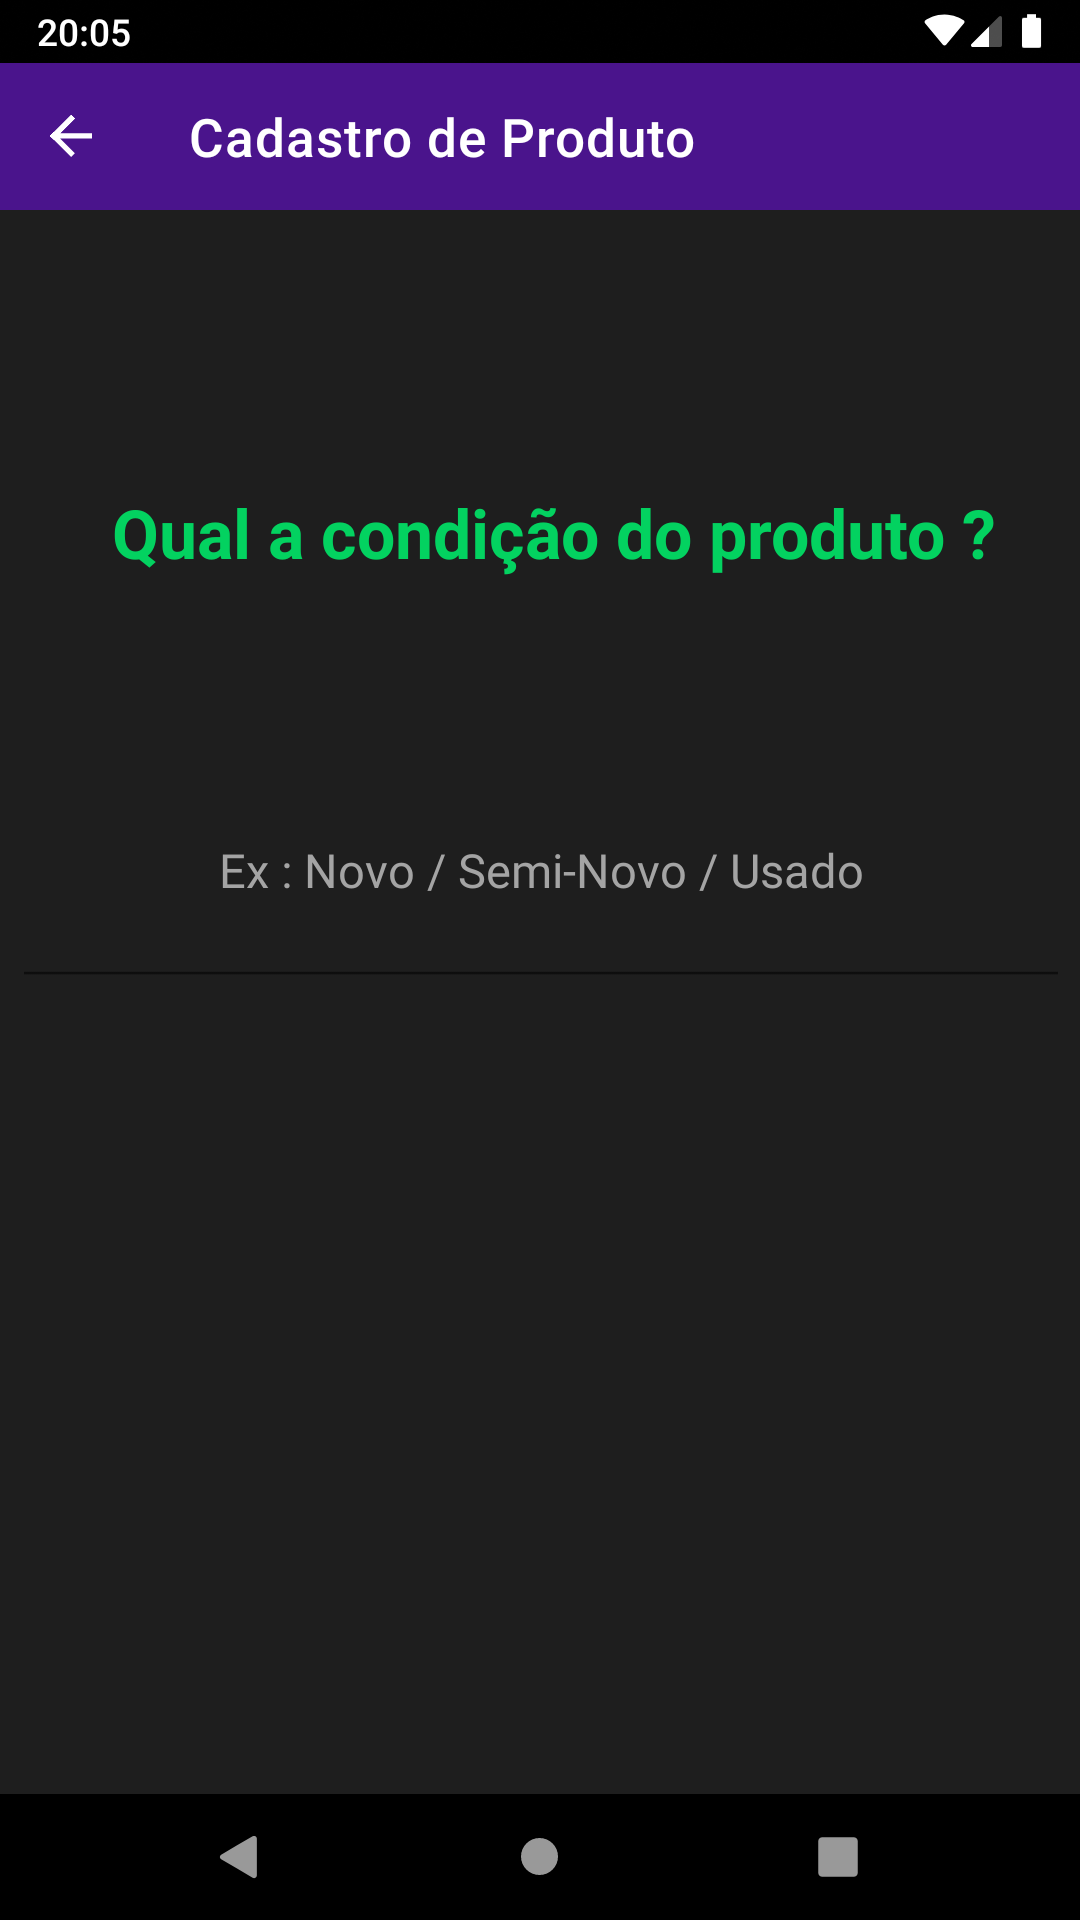 20:05
Cadastro de Produto
Qual a condição do produto ?
Ex : Novo / Semi-Novo / Usado